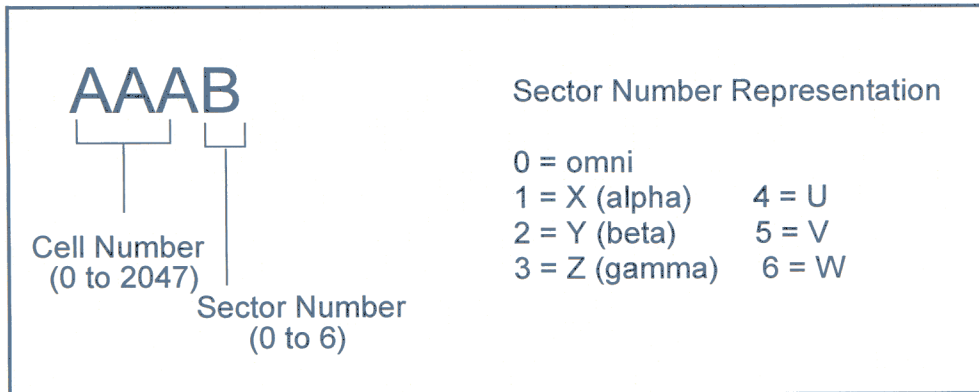 AAAB
Cell Number
(0 to 2047)
Sector Number
(0 to 6)
Sector Number Representation
0 = omni
1 = X (alpha) 4 = U
2 = Y (beta) 5 = V
3 = Z (gamma) 6 = W